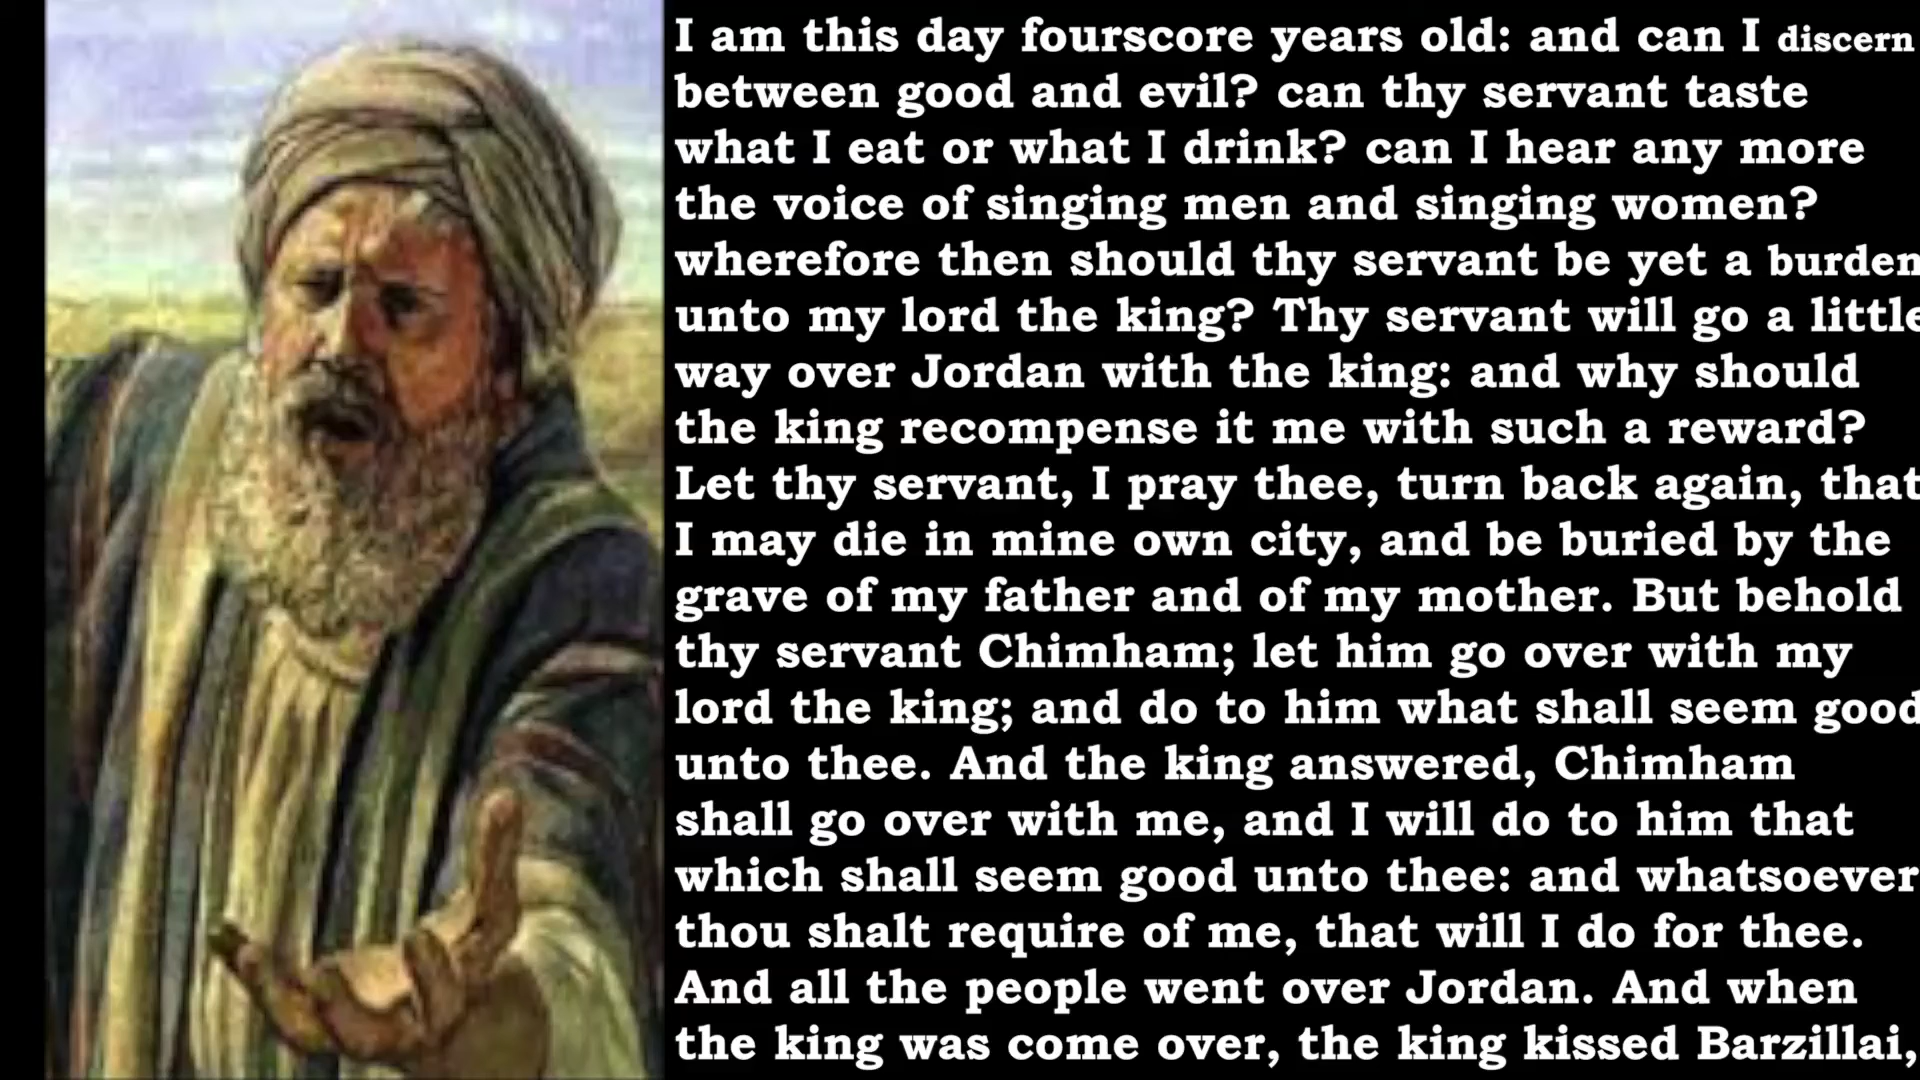 I am this day fourscore years old: and can I discern
between good and evil? can thy servant taste
what I eat or what I drink? can I hear any more
the voice of singing men and singing women?
wherefore then should thy servant be yet a burden
unto my lord the king? Thy servant will go a little
way over Jordan with the king: and why should
the king recompense it me with such a reward?
Let thy servant, I pray thee, turn back again, that
I may die in mine own city, and be buried by the
grave of my father and of my mother. But behold
thy servant Chimham; let him go over with my
lord the king; and do to him what shall seem good
unto thee. And the king answered, Chimham
shall go over with me, and I will do to him that
which shall seem good unto thee: and whatsoever
thou shalt require of me, that will I do for thee.
And all the people went over Jordan. And when
the king was come over, the king kissed Barzillai,